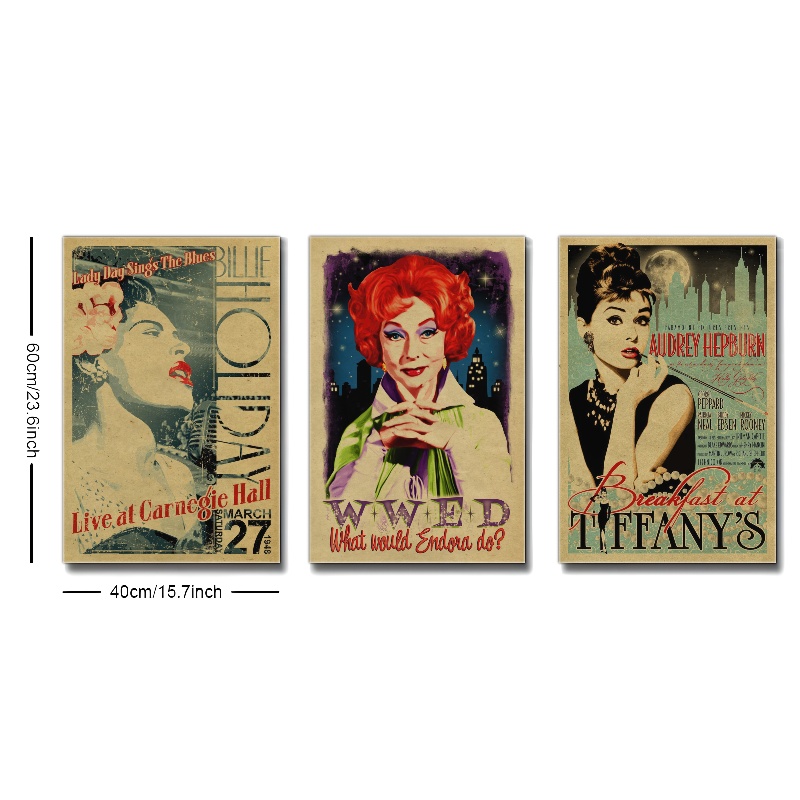 60cm/23.6inch
40cm/15.7inch
Lady Day Sings The Blues
BILLIE
HOLIDAY
Live at Carnegie Hall
SATURDAY
MARCH
27
1948
WWED
What would Endora do?
AUDREY HEPBURN
PEPPARD
NEAL EBSEN ROONEY
Breakfast at
TIFFANY'S